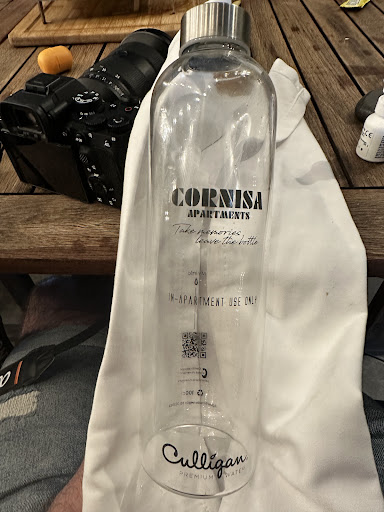 CORNISA
APARTMENTS
Take memories,
leave the bottle
IN-APARTMENT USE ONLY
Culligan
PREMIUM WATER